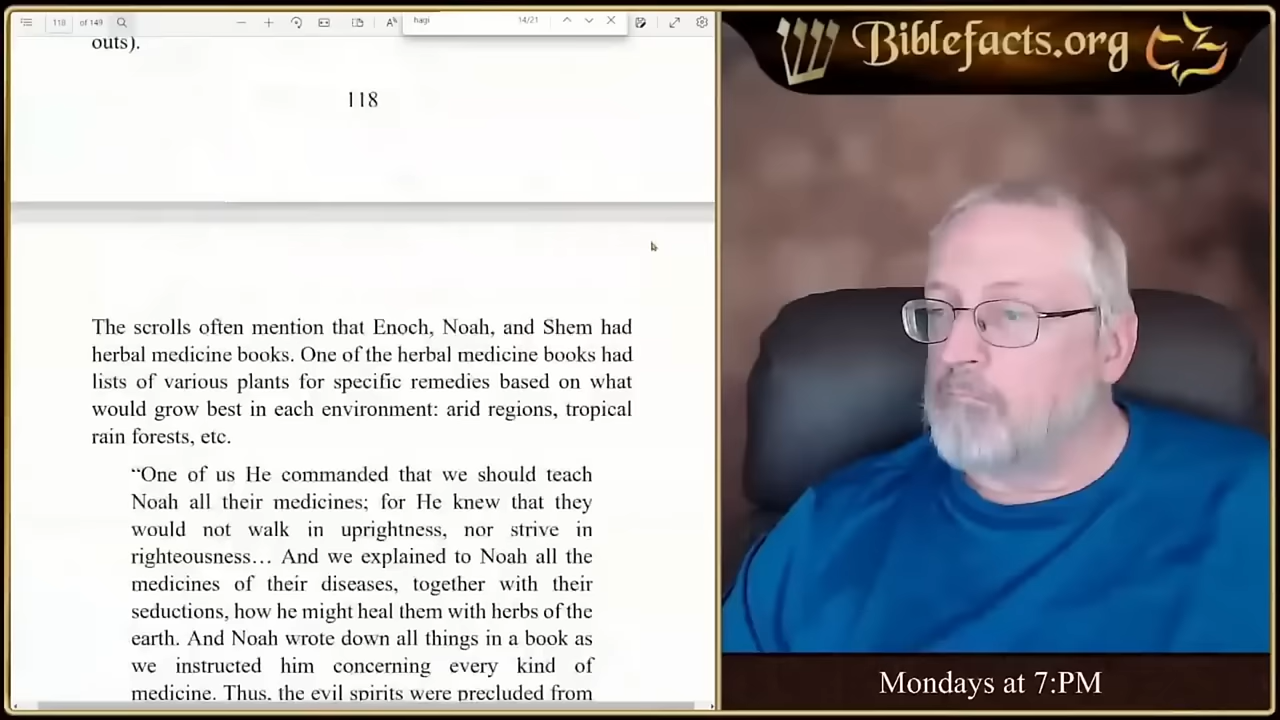 118 of 149
hagi 14/21
outs).
118
The scrolls often mention that Enoch, Noah, and Shem had
herbal medicine books. One of the herbal medicine books had
lists of various plants for specific remedies based on what
would grow best in each environment: arid regions, tropical
rain forests, etc.
“One of us He commanded that we should teach
Noah all their medicines; for He knew that they
would not walk in uprightness, nor strive in
righteousness… And we explained to Noah all the
medicines of their diseases, together with their
seductions, how he might heal them with herbs of the
earth. And Noah wrote down all things in a book as
we instructed him concerning every kind of
medicine. Thus, the evil spirits were precluded from
ש Biblefacts.org
Mondays at 7:PM